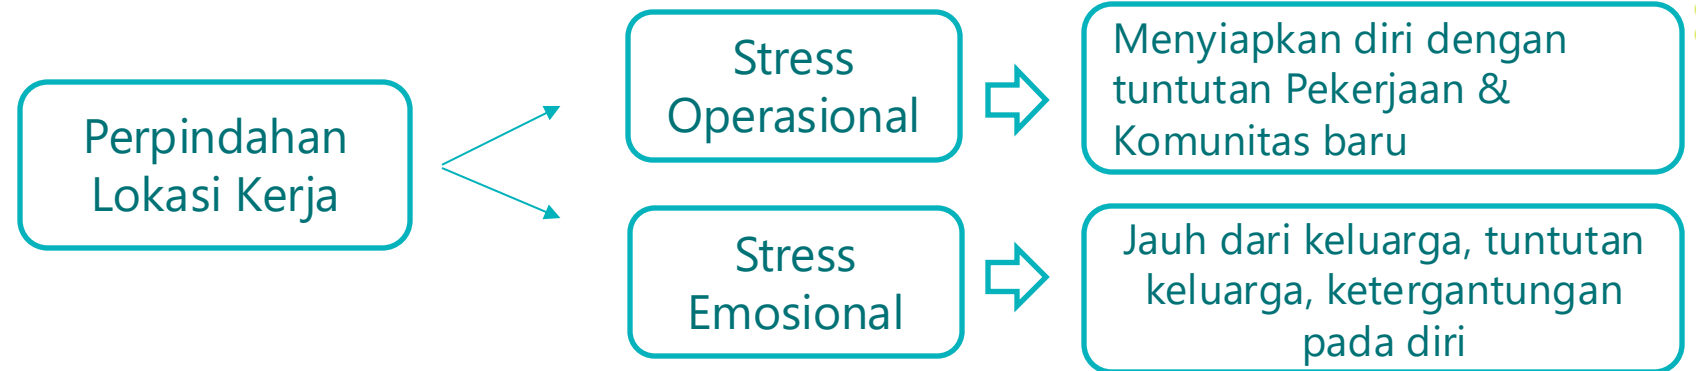 Perpindahan
Lokasi Kerja
Stress
Operasional
Menyiapkan diri dengan
tuntutan Pekerjaan &
Komunitas baru
Stress
Emosional
Jauh dari keluarga, tuntutan
keluarga, ketergantungan
pada diri